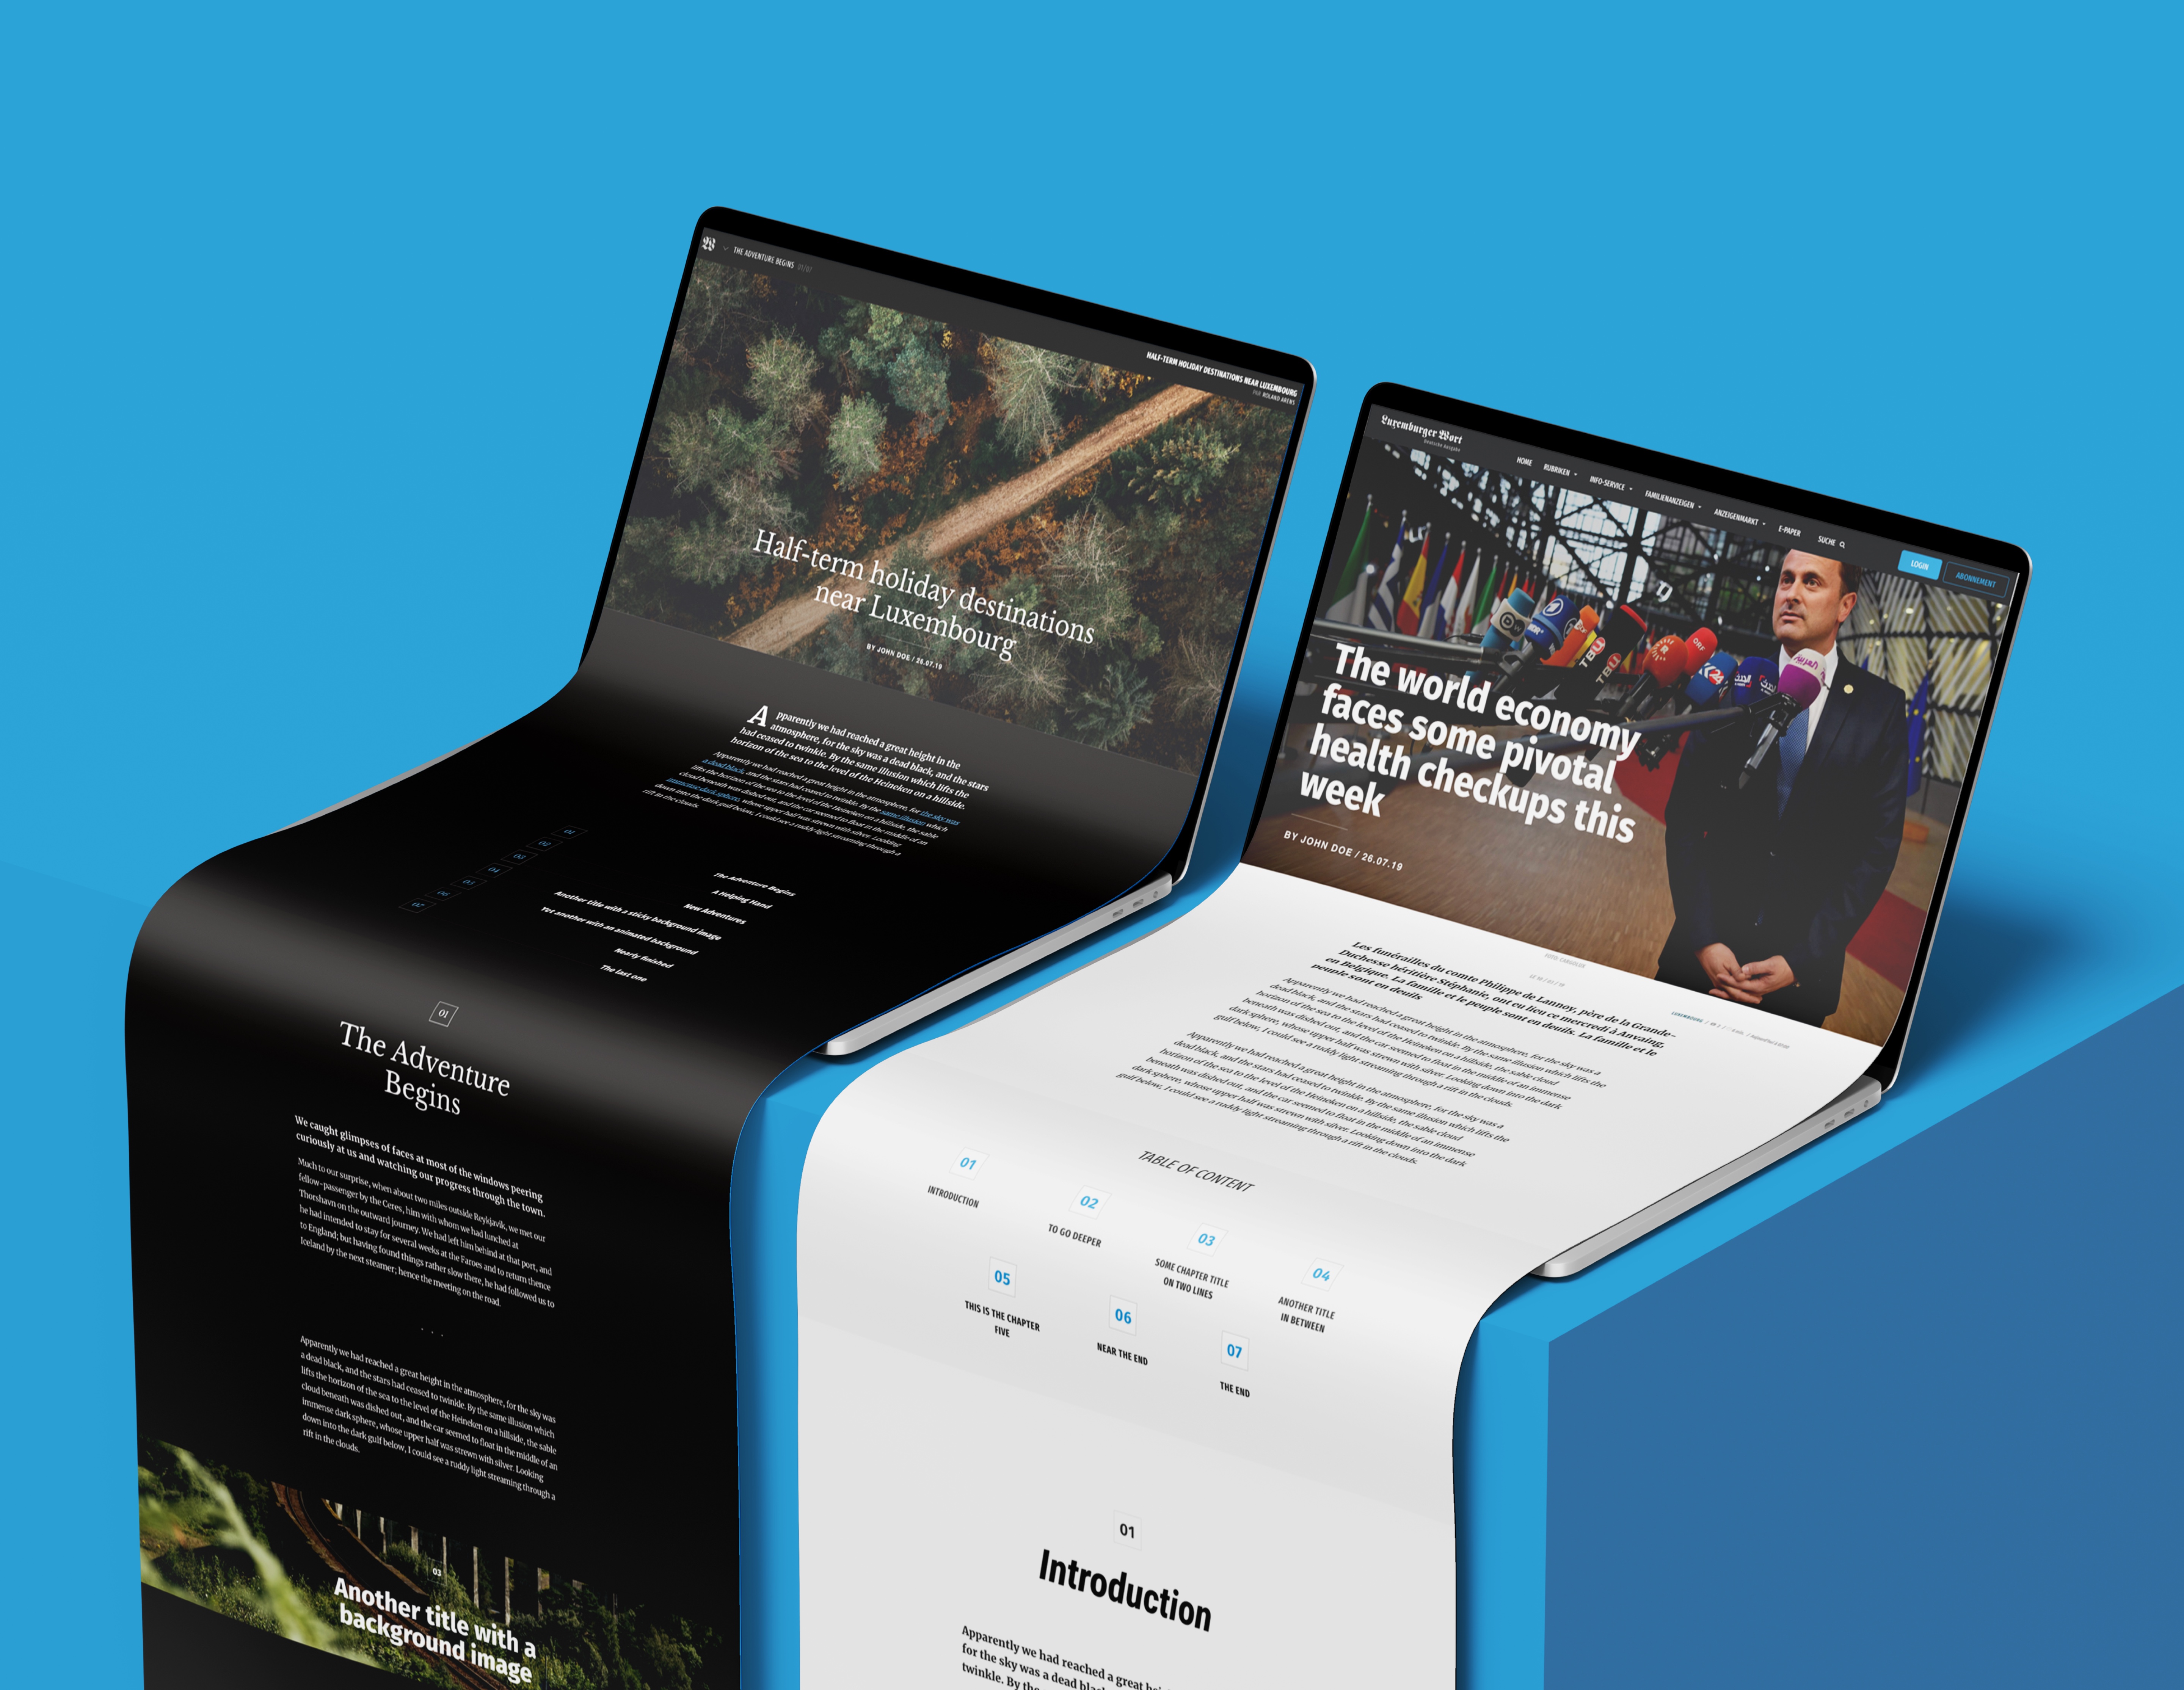 THE ADVENTURE BEGINS 01/07
HALF-TERM HOLIDAY DESTINATIONS NEAR LUXEMBOURG
PAR ROLAND ARENS
Half-term holiday destinations
near Luxembourg
BY JOHN DOE / 26.07.19
Apparently we had reached a great height in the
atmosphere, for the sky was a dead black, and the stars
had ceased to twinkle. By the same illusion which lifts the
horizon of the sea to the level of the Heineken on a hillside.
Apparently we had reached a great height in the atmosphere, for the sky was
a dead black, and the stars had ceased to twinkle. By the same illusion which
lifts the horizon of the sea to the level of the Heineken on a hillside, the sable
cloud beneath was dished out, and the car seemed to float in the middle of an
immense dark sphere, whose upper half was strewn with silver. Looking
down into the dark gulf below, I could see a ruddy light streaming through a
rift in the clouds.
01
02
03
04
05
06
07
The Adventure Begins
A Helping Hand
New Adventures
Another title with a sticky background image
Yet another with an animated background
Nearly finished
The last one
01
The Adventure
Begins
We caught glimpses of faces at most of the windows peering
curiously at us and watching our progress through the town.
Much to our surprise, when about two miles outside Reykjavik, we met our
fellow-passenger by the Ceres, him with whom we had lunched at
Thorshavn on the outward journey. We had left him behind at that port, and
he had intended to stay for several weeks at the Faroes and to return thence
to England; but having found things rather slow there, he had followed us to
Iceland by the next steamer; hence the meeting on the road.
. . .
Apparently we had reached a great height in the atmosphere, for the sky was
a dead black, and the stars had ceased to twinkle. By the same illusion which
lifts the horizon of the sea to the level of the Heineken on a hillside, the sable
cloud beneath was dished out, and the car seemed to float in the middle of an
immense dark sphere, whose upper half was strewn with silver. Looking
down into the dark gulf below, I could see a ruddy light streaming through a
rift in the clouds.
03
Another title with a
background image
Luxemburger Wort
Deutsche Ausgabe
HOME RUBRIKEN INFO-SERVICE FAMILIENANZEIGEN ANZEIGENMARKT E-PAPER SUCHE
LOGIN ABONNEMENT
The world economy
faces some pivotal
health checkups this
week
BY JOHN DOE / 26.07.19
Les funérailles du comte Philippe de Lannoy, père de la Grande-
Duchesse héritière Stéphanie, ont eu lieu ce mercredi à Anvaing,
en Belgique. La famille et le peuple sont en deuils. La famille et le
peuple sont en deuils
Apparently we had reached a great height in the atmosphere, for the sky was a
dead black, and the stars had ceased to twinkle. By the same illusion which lifts the
horizon of the sea to the level of the Heineken on a hillside, the sable cloud
beneath was dished out, and the car seemed to float in the middle of an immense
dark sphere, whose upper half was strewn with silver. Looking down into the dark
gulf below, I could see a ruddy light streaming through a rift in the clouds.
Apparently we had reached a great height in the atmosphere, for the sky was a
dead black, and the stars had ceased to twinkle. By the same illusion which lifts the
horizon of the sea to the level of the Heineken on a hillside, the sable cloud
beneath was dished out, and the car seemed to float in the middle of an immense
dark sphere, whose upper half was strewn with silver. Looking down into the dark
gulf below, I could see a ruddy light streaming through a rift in the clouds.
TABLE OF CONTENT
01
INTRODUCTION
02
TO GO DEEPER
03
SOME CHAPTER TITLE
ON TWO LINES
04
ANOTHER TITLE
IN BETWEEN
05
THIS IS THE CHAPTER
FIVE
06
NEAR THE END
07
THE END
01
Introduction
Apparently we had reached a great
for the sky was a dead
twinkle. By the